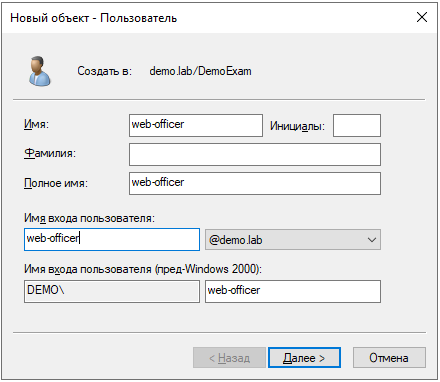 Новый объект - Пользователь
Создать в: demo.lab/DemoExam
Имя: web-officer Инициалы:
Фамилия:
Полное имя: web-officer
Имя входа пользователя:
web-officer @demo.lab
Имя входа пользователя (пред-Windows 2000):
DEMO\ web-officer
< Назад Далее > Отмена